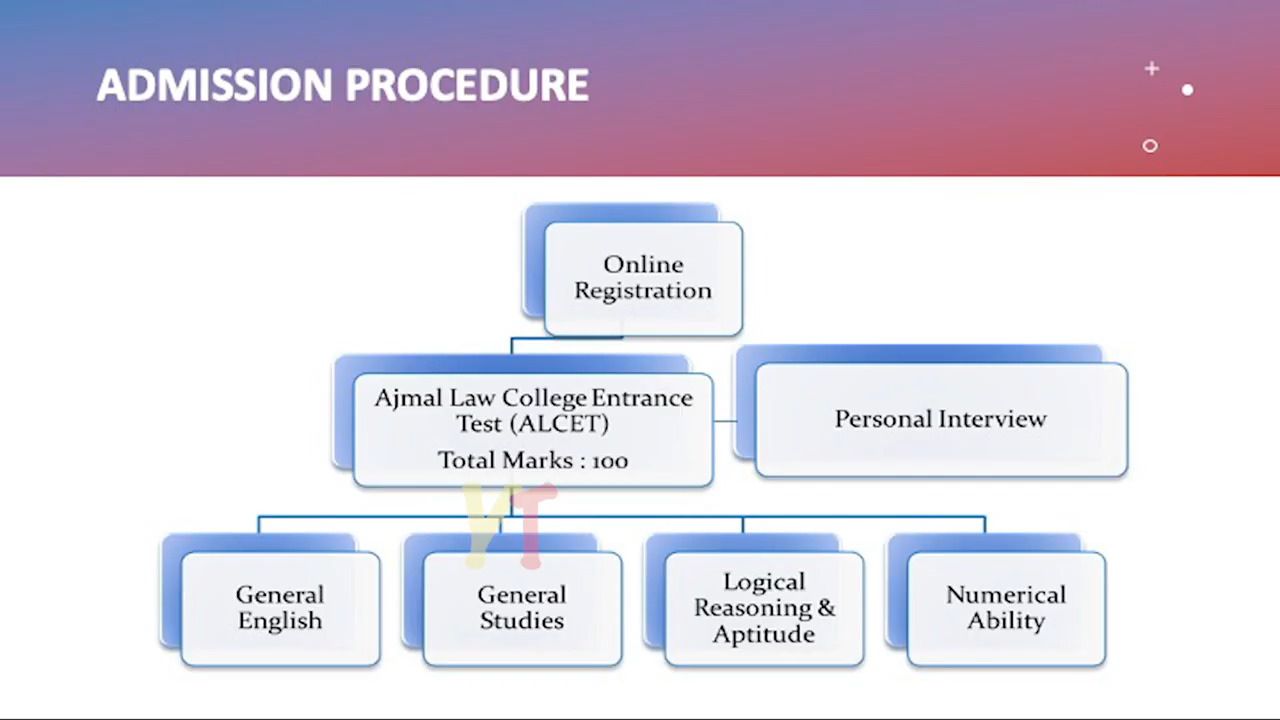 ADMISSION PROCEDURE
Online
Registration
Ajmal Law College Entrance
Test (ALCET)
Total Marks : 100
Personal Interview
YT
General
English
General
Studies
Logical
Reasoning &
Aptitude
Numerical
Ability